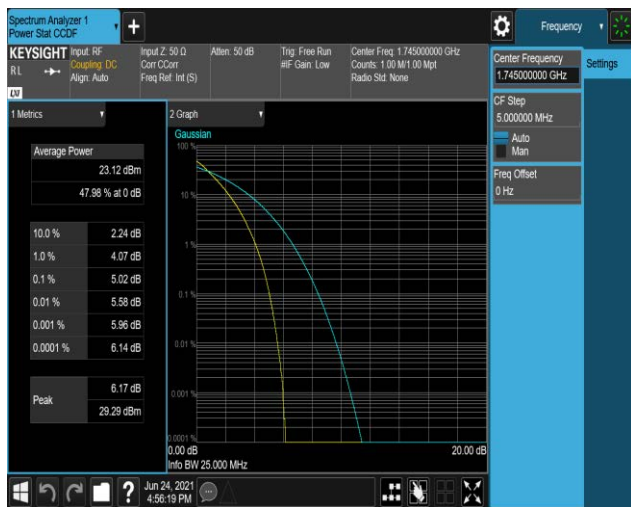 Spectrum Analyzer 1
Power Stat CCDF
+
Frequency
KEYSIGHT
RL
LXI
Input: RF
Coupling: DC
Align: Auto
Input Z: 50 Ω
Corr CCorr
Freq Ref: Int (S)
Atten: 50 dB
Trig: Free Run
#IF Gain: Low
Center Freq: 1.745000000 GHz
Counts: 1.00 M/1.00 Mpt
Radio Std: None
Center Frequency
1.745000000 GHz
Settings
CF Step
5.000000 MHz
Auto
Man
Freq Offset
0 Hz
1 Metrics
Average Power
23.12 dBm
47.98 % at 0 dB
10.0 % 2.24 dB
1.0 % 4.07 dB
0.1 % 5.02 dB
0.01 % 5.58 dB
0.001 % 5.96 dB
0.0001 % 6.14 dB
Peak 6.17 dB
29.29 dBm
2 Graph
Gaussian
100 %
10 %
1 %
0.1 %
0.01 %
0.001 %
0.0001 %
0.00 dB 20.00 dB
Info BW 25.000 MHz
?
Jun 24, 2021
4:56:19 PM